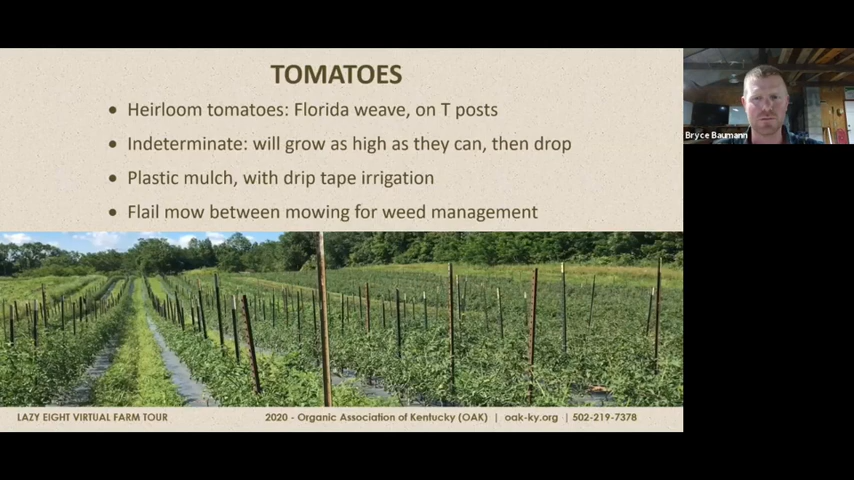 TOMATOES
• Heirloom tomatoes: Florida weave, on T posts
• Indeterminate: will grow as high as they can, then drop
• Plastic mulch, with drip tape irrigation
• Flail mow between mowing for weed management
Bryce Baumann
LAZY EIGHT VIRTUAL FARM TOUR
2020 - Organic Association of Kentucky (OAK) | oak-ky.org | 502-219-7378